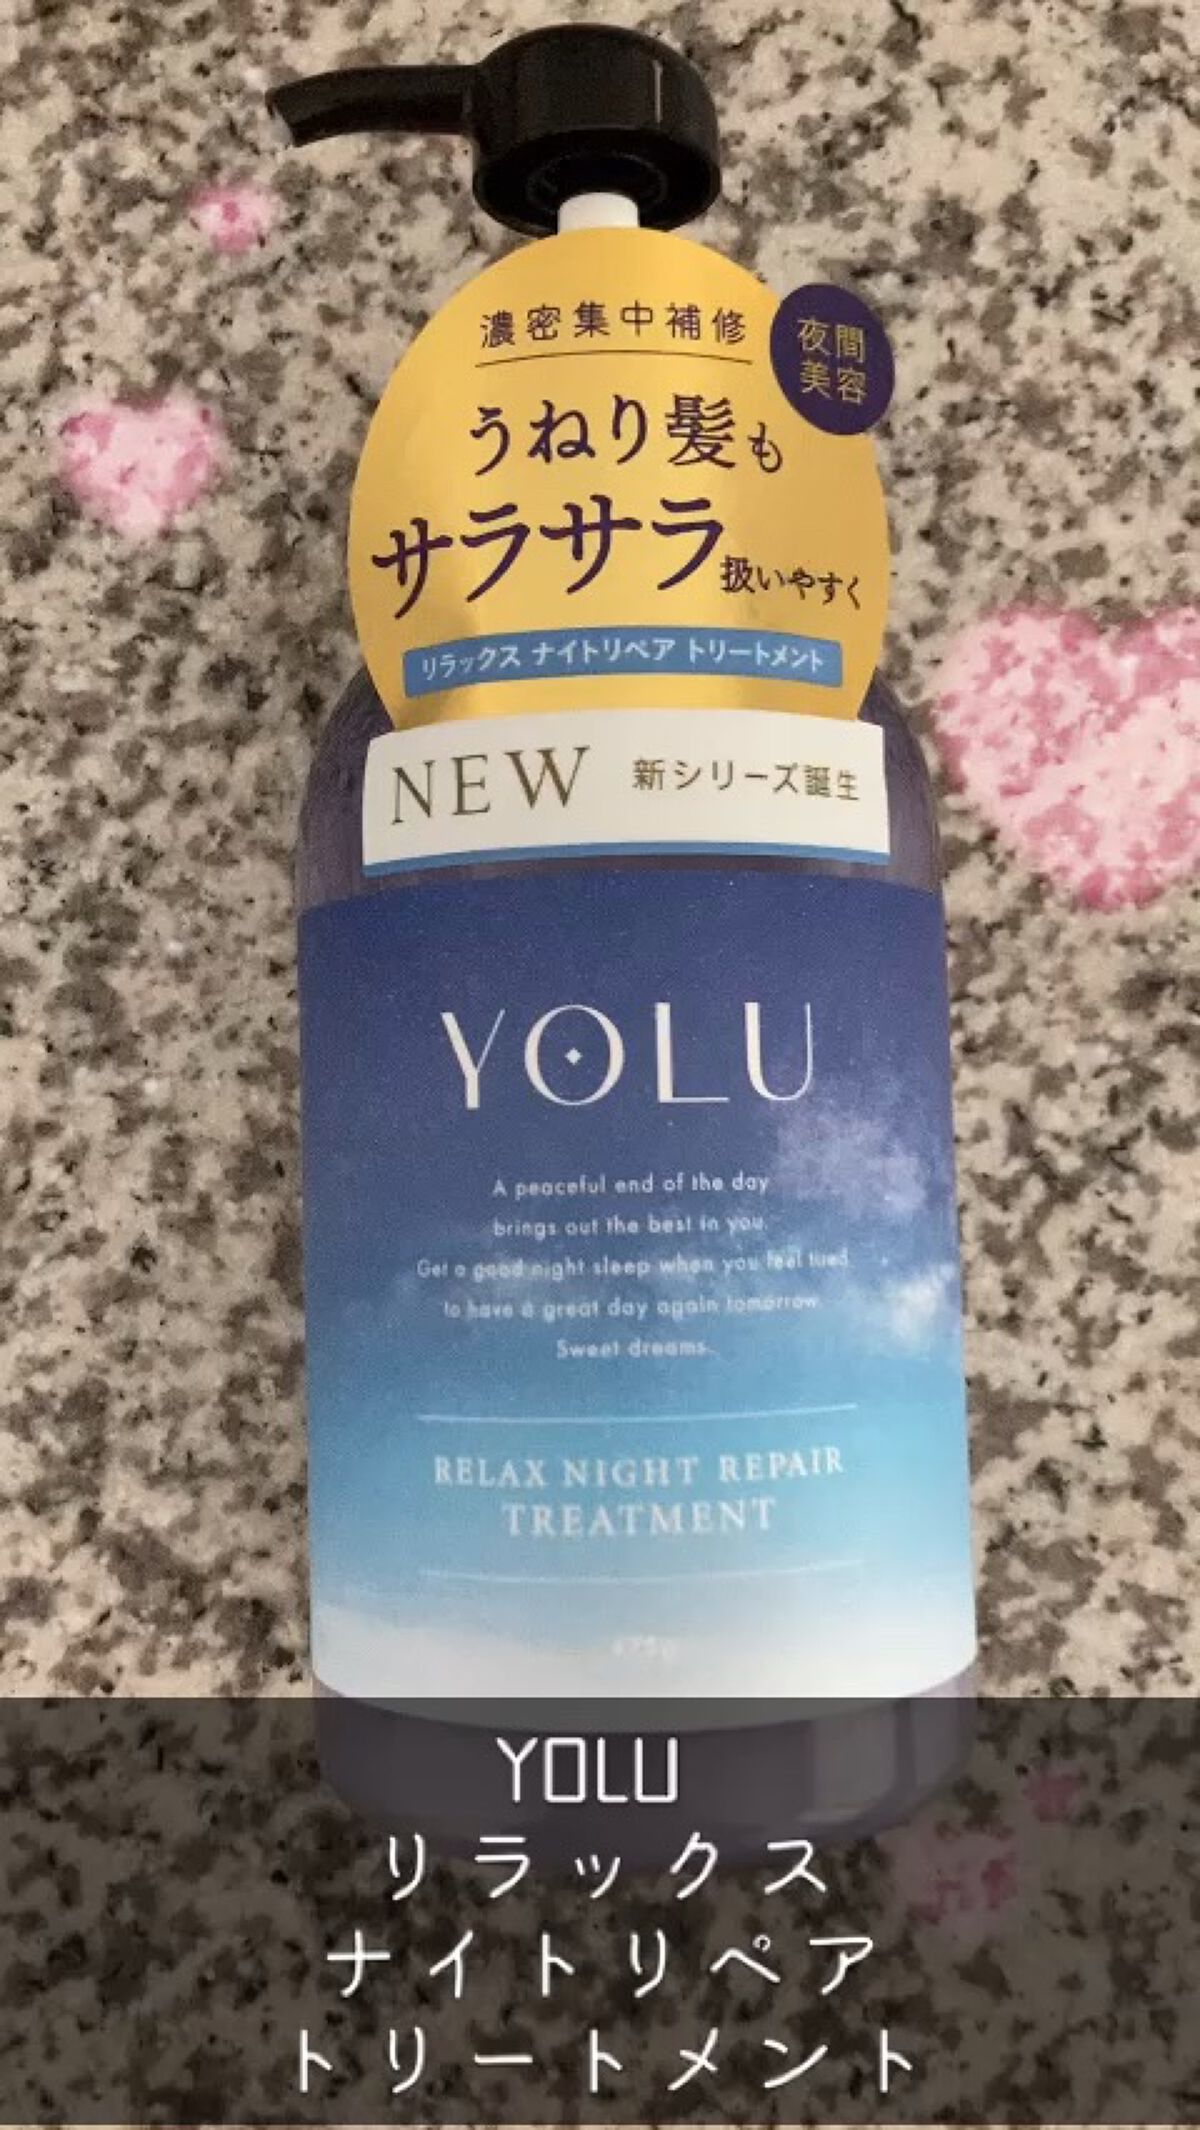 濃密集中補修
夜間
美容
うねり髪も
サラサラ扱いやすく
リラックス ナイトリペア トリートメント
NEW 新シリーズ誕生
YOLU
A peaceful end of the day
brings out the best in you.
Get a good night sleep when you feel tired
to have a great day again tomorrow.
Sweet dreams.
RELAX NIGHT REPAIR
TREATMENT
YOLU
リラックス
ナイトリペア
トリートメント